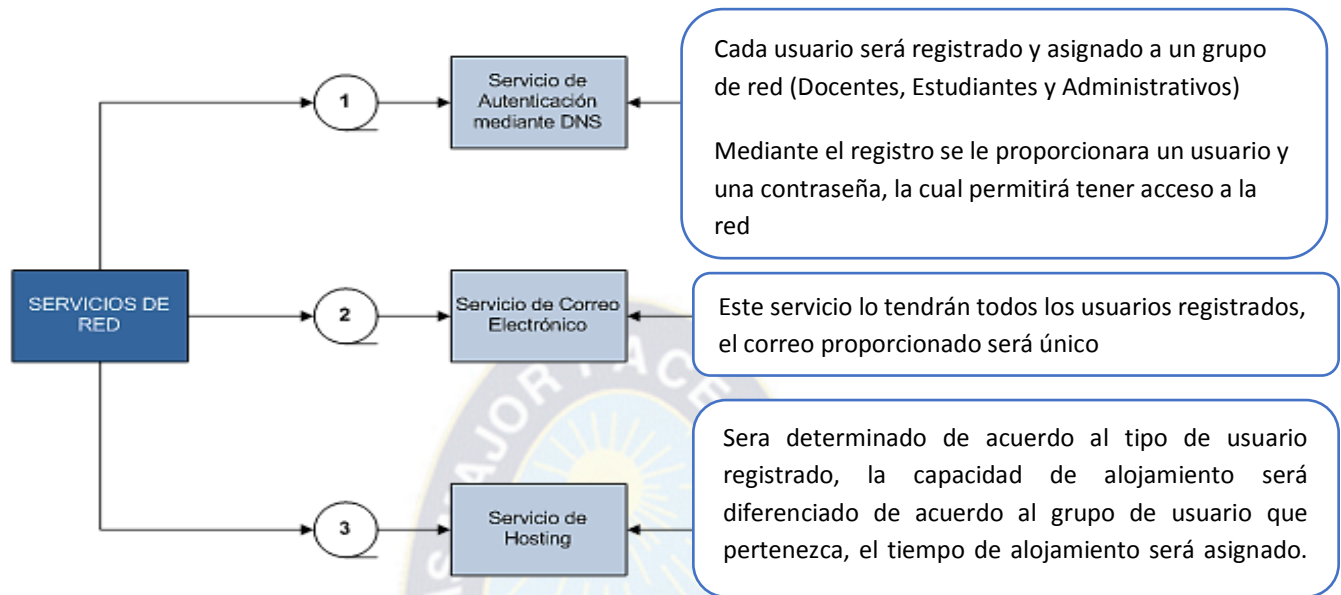 Cada usuario será registrado y asignado a un grupo
de red (Docentes, Estudiantes y Administrativos)
Mediante el registro se le proporcionara un usuario y
una contraseña, la cual permitirá tener acceso a la
red
1
Servicio de
Autenticación
mediante DNS
SERVICIOS DE
RED
2
Servicio de Correo
Electrónico
Este servicio lo tendrán todos los usuarios registrados,
el correo proporcionado será único
3
Servicio de
Hosting
Sera determinado de acuerdo al tipo de usuario
registrado, la capacidad de alojamiento será
diferenciado de acuerdo al grupo de usuario que
pertenezca, el tiempo de alojamiento será asignado.